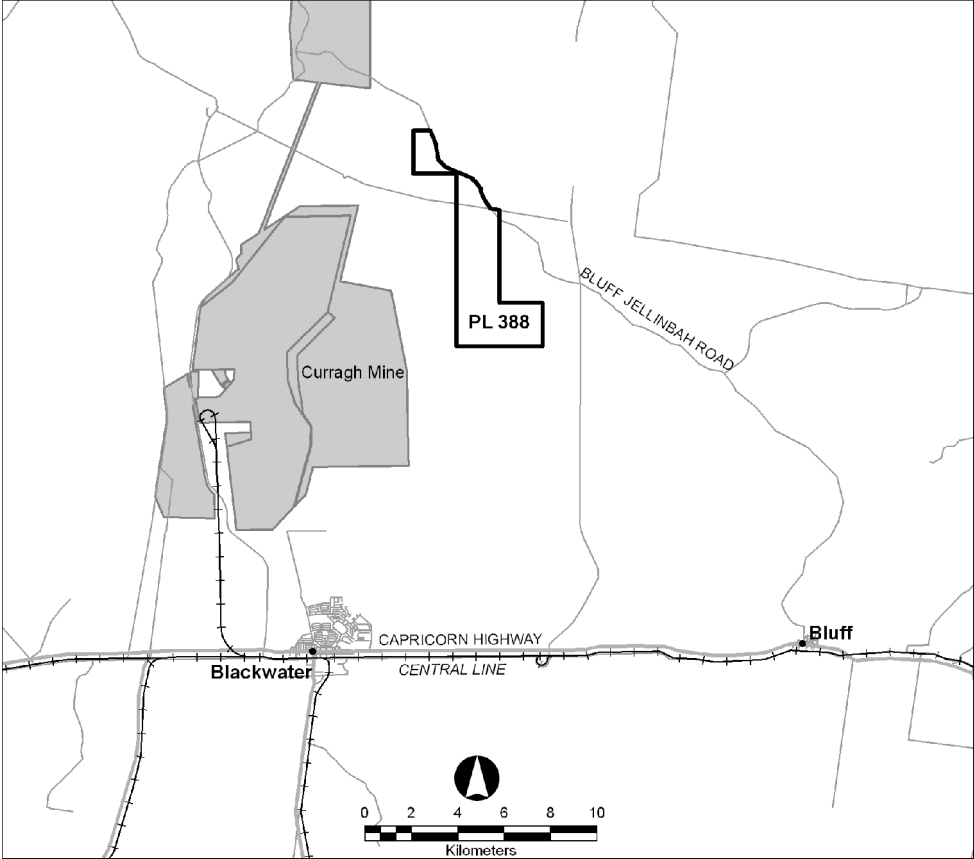 BLUFF JELLINBAH ROAD
PL 388
Curragh Mine
Bluff
CAPRICORN HIGHWAY
Blackwater
CENTRAL LINE
0 2 4 6 8 10
Kilometers